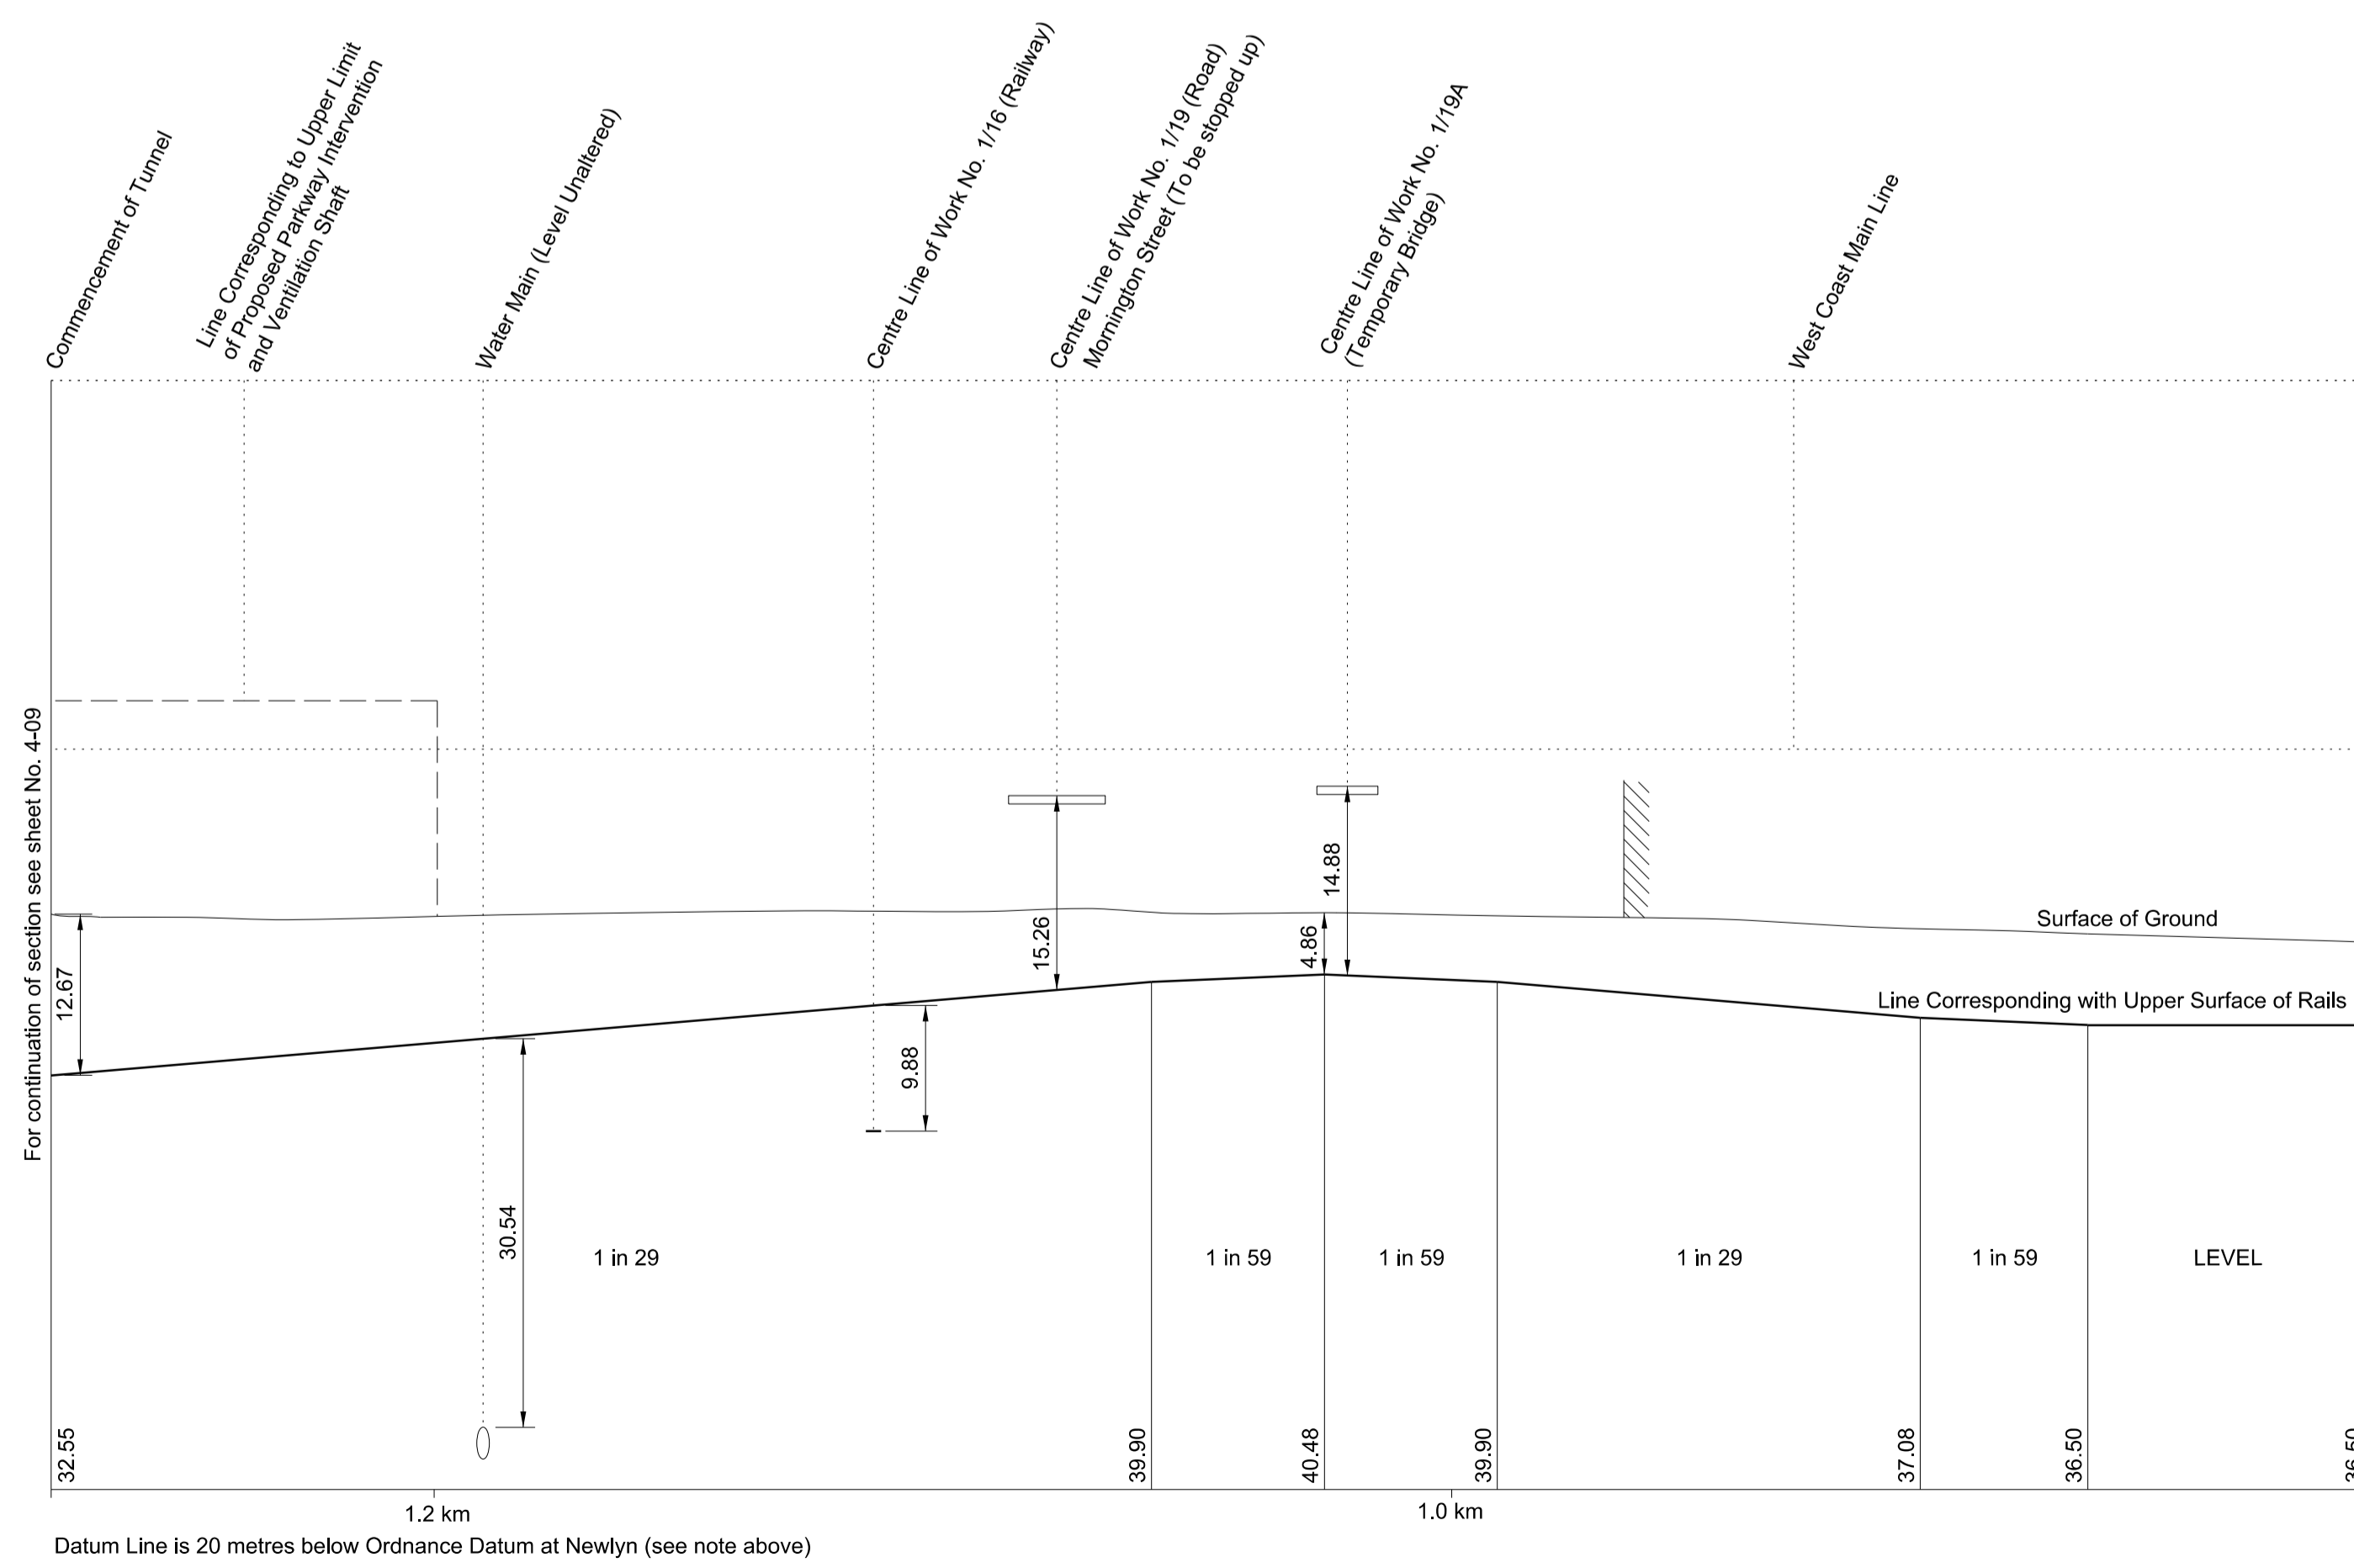 Commencement of Tunnel
Line Corresponding to Upper Limit
of Proposed Parkway Intervention
and Ventilation Shaft
Water Main (Level Unaltered)
Centre Line of Work No. 1/16 (Railway)
Centre Line of Work No. 1/19 (Road)
Mornington Street (To be stopped up)
Centre Line of Work No. 1/19A
(Temporary Bridge)
West Coast Main Line
For continuation of section see sheet No. 4-09
12.67
30.54
9.88
15.26
4.86
14.88
Surface of Ground
Line Corresponding with Upper Surface of Rails
1 in 29
1 in 59
1 in 59
1 in 29
1 in 59
LEVEL
32.55
39.90
40.48
39.90
37.08
36.50
1.2 km
1.0 km
Datum Line is 20 metres below Ordnance Datum at Newlyn (see note above)